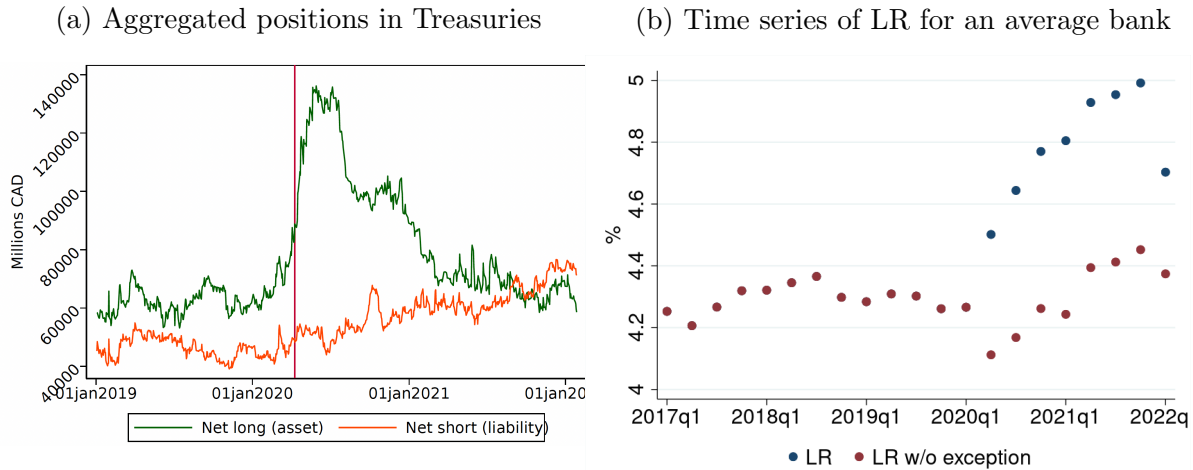 (a) Aggregated positions in Treasuries
Millions CAD
140000
120000
100000
80000
60000
40000
01jan2019
01jan2020
01jan2021
01jan20
Net long (asset)
Net short (liability)
(b) Time series of LR for an average bank
%
5
4.8
4.6
4.4
4.2
4
2017q1
2018q1
2019q1
2020q1
2021q1
2022q
LR
LR w/o exception